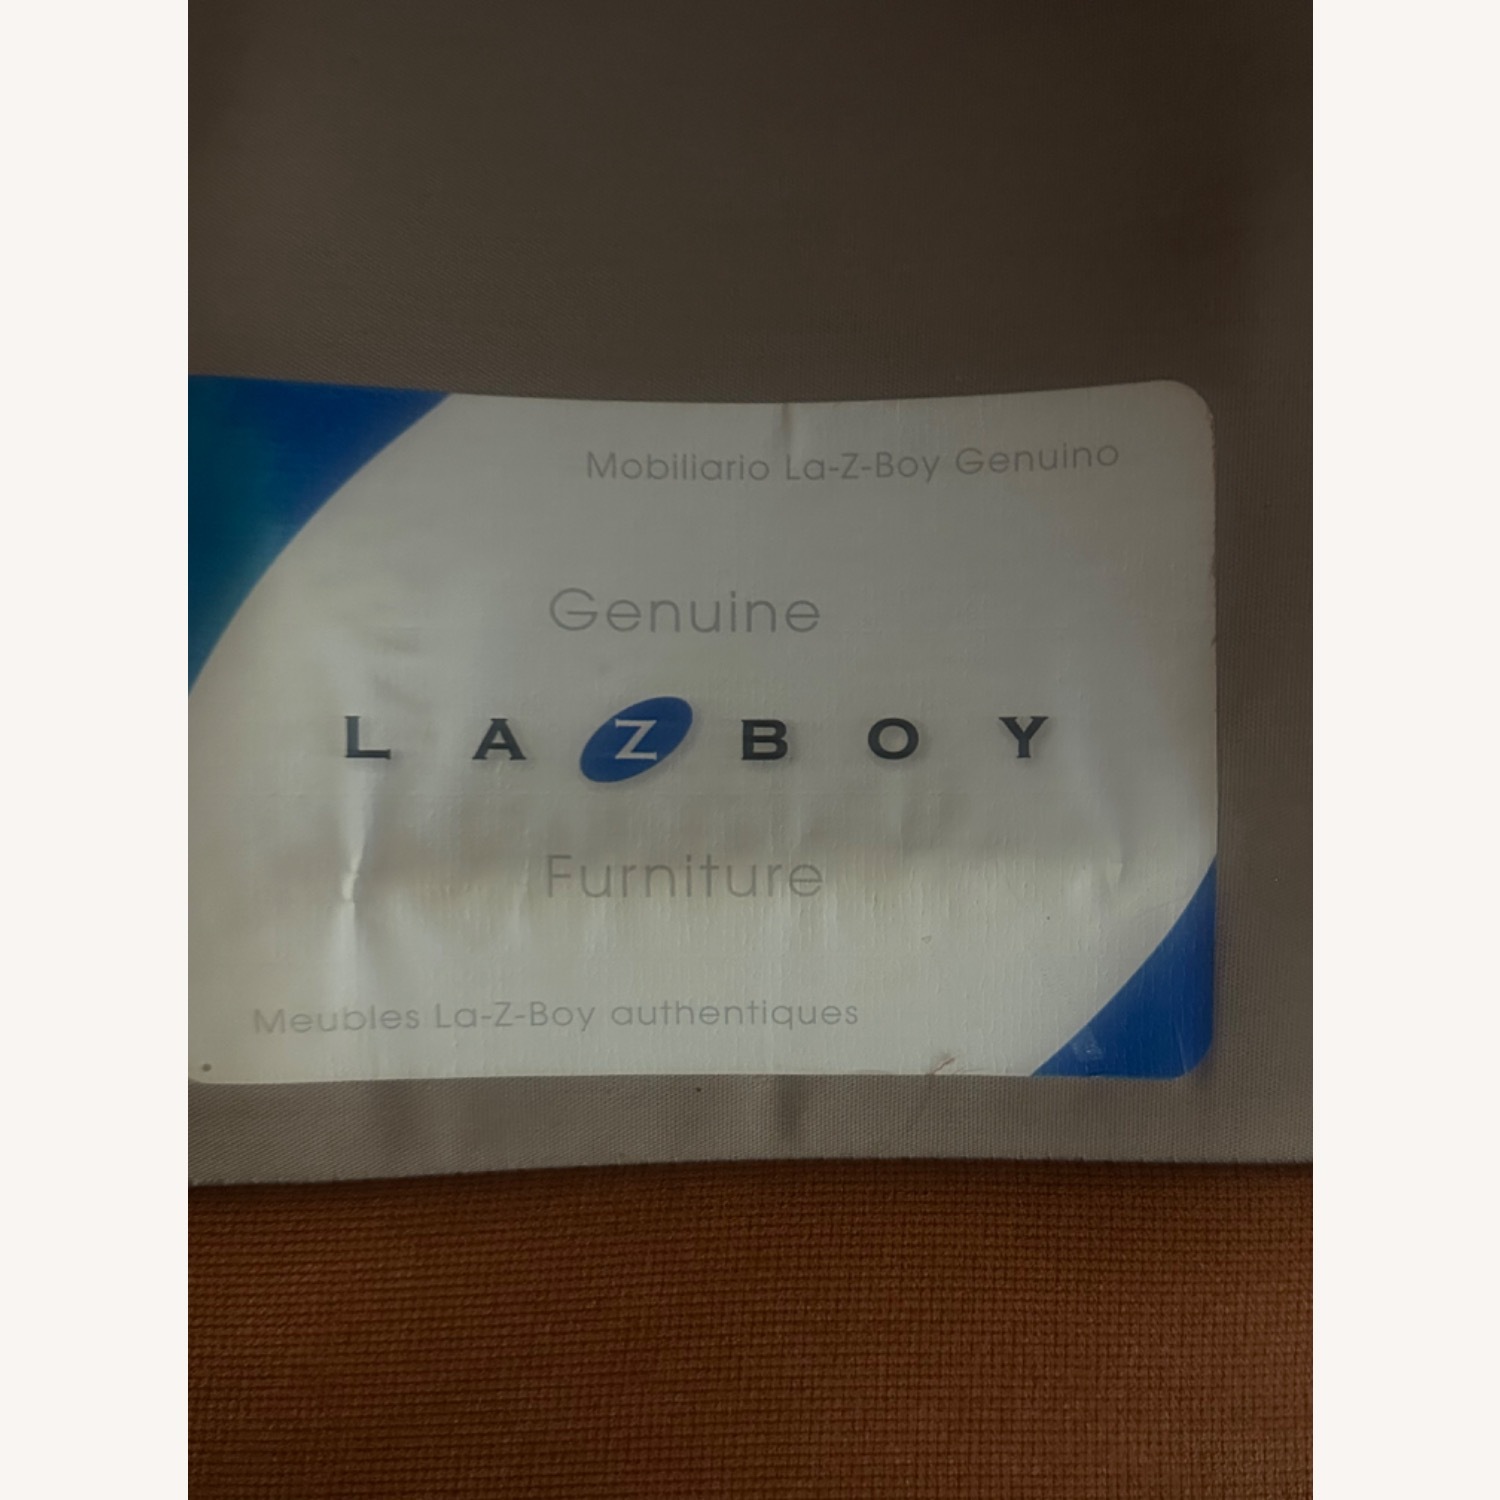 Mobiliario La-Z-Boy Genuino
Genuine
LAZBOY
Furniture
Meubles La-Z-Boy authentiques